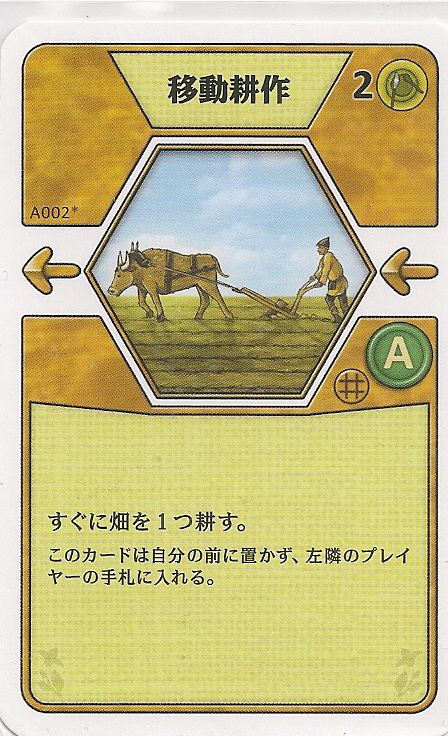 移動耕作
2
A002*
A
すぐに畑を1つ耕す。
このカードは自分の前に置かず、左隣のプレイ
ヤーの手札に入れる。